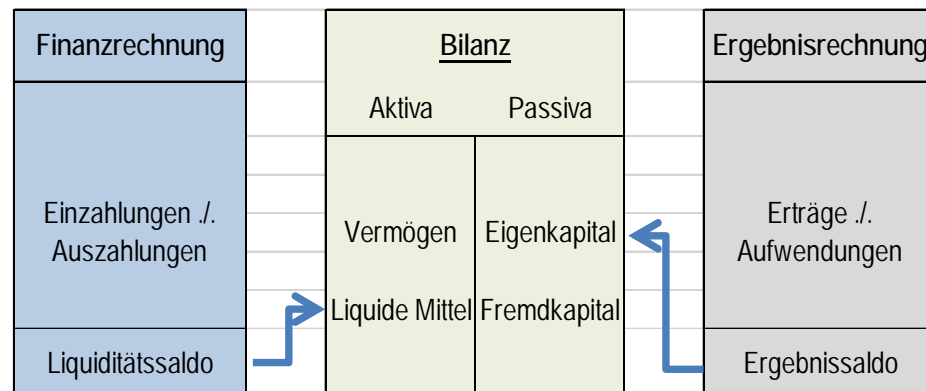 Finanzrechnung
Einzahlungen ./.
Auszahlungen
Liquiditätssaldo
Bilanz
Aktiva Passiva
Vermögen Eigenkapital
Liquide Mittel Fremdkapital
Ergebnisrechnung
Erträge ./.
Aufwendungen
Ergebnissaldo